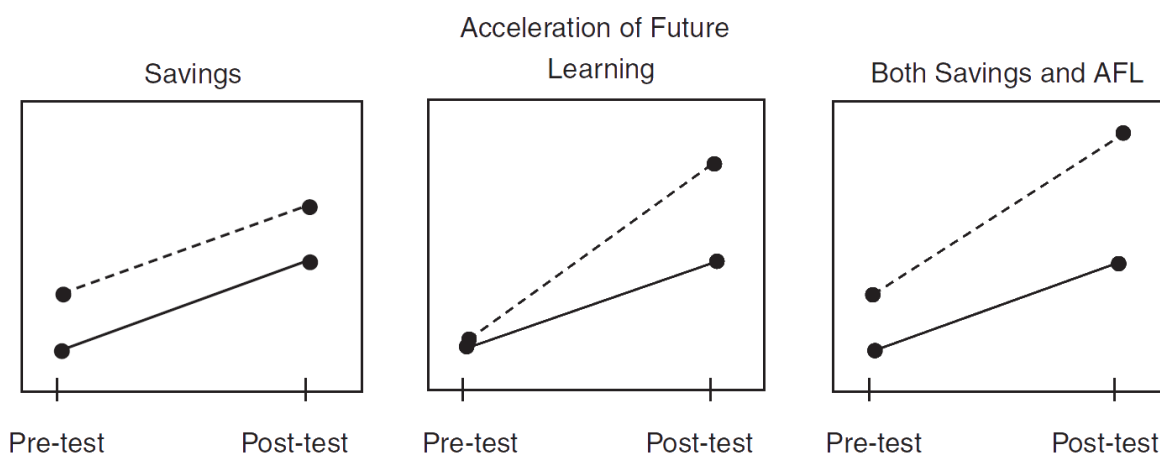 Savings
Acceleration of Future
Learning
Both Savings and AFL
Pre-test Post-test
Pre-test Post-test
Pre-test Post-test